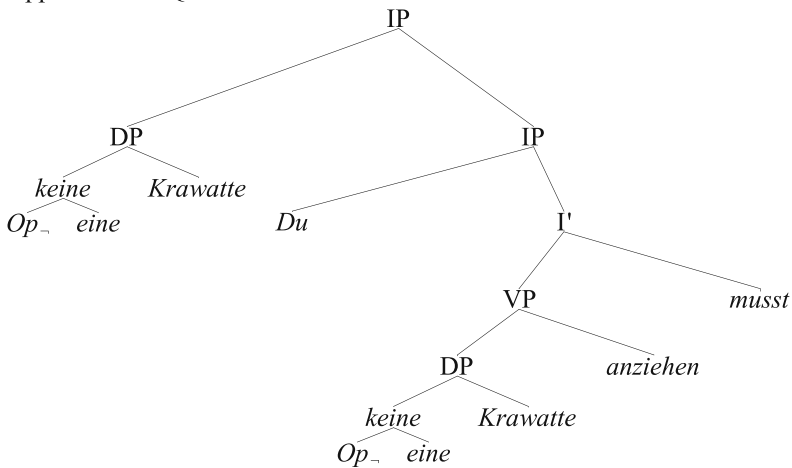 IP
DP IP
keine Krawatte
Op¬ eine Du I'
VP musst
DP anziehen
keine Krawatte
Op¬ eine